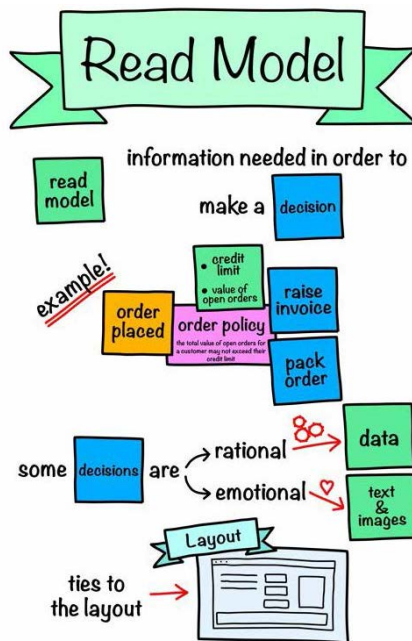 Read Model
information needed in order to
read
model
make a decision
example!
• credit
limit
• value of
open orders
order
placed
order policy
the total value of open orders for
a customer may not exceed their
credit limit
raise
invoice
pack
order
some decisions are
rational
data
emotional
text
&
images
Layout
ties to
the layout